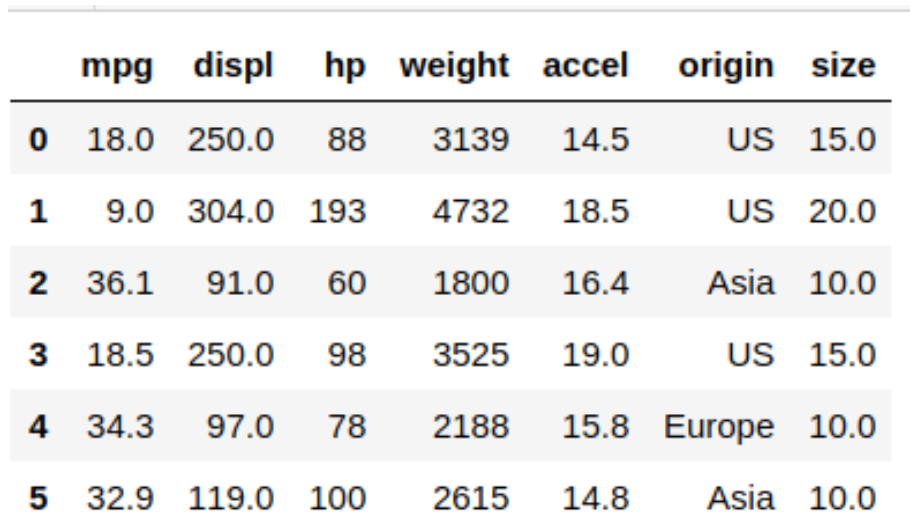 mpg displ hp weight accel origin size
0 18.0 250.0 88 3139 14.5 US 15.0
1 9.0 304.0 193 4732 18.5 US 20.0
2 36.1 91.0 60 1800 16.4 Asia 10.0
3 18.5 250.0 98 3525 19.0 US 15.0
4 34.3 97.0 78 2188 15.8 Europe 10.0
5 32.9 119.0 100 2615 14.8 Asia 10.0